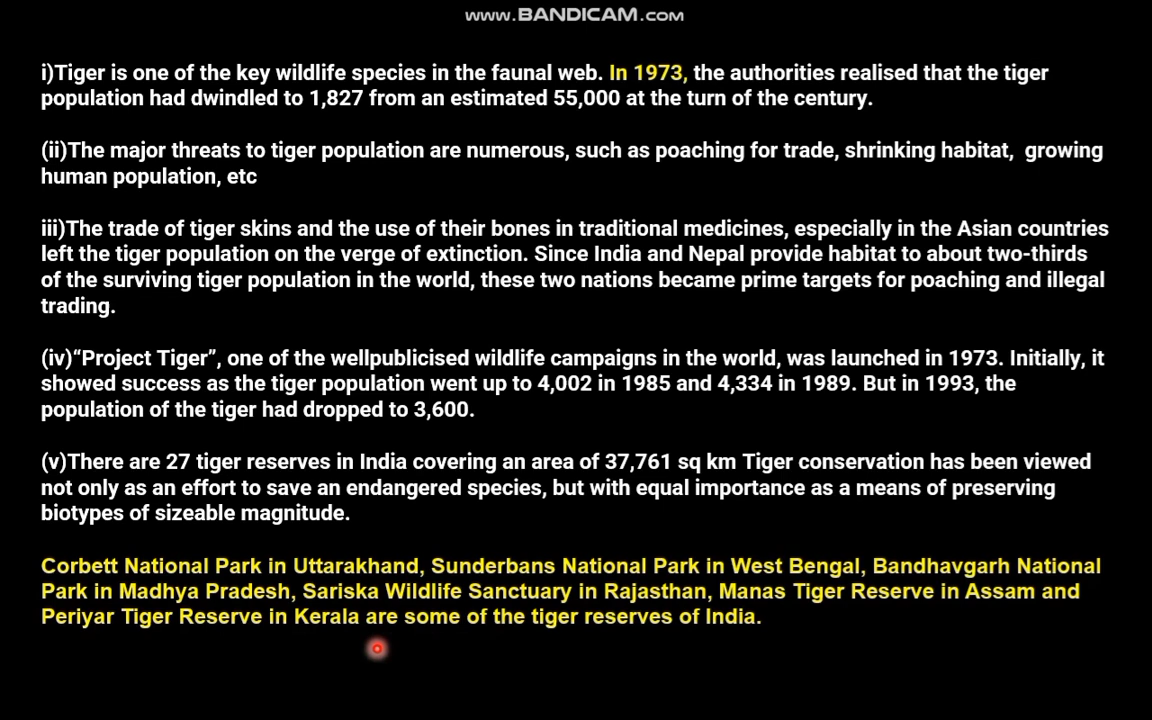 www.BANDICAM.com
i)Tiger is one of the key wildlife species in the faunal web. In 1973, the authorities realised that the tiger
population had dwindled to 1,827 from an estimated 55,000 at the turn of the century.
(ii)The major threats to tiger population are numerous, such as poaching for trade, shrinking habitat,  growing
human population, etc
iii)The trade of tiger skins and the use of their bones in traditional medicines, especially in the Asian countries
left the tiger population on the verge of extinction. Since India and Nepal provide habitat to about two-thirds
of the surviving tiger population in the world, these two nations became prime targets for poaching and illegal
trading.
(iv)“Project Tiger”, one of the wellpublicised wildlife campaigns in the world, was launched in 1973. Initially, it
showed success as the tiger population went up to 4,002 in 1985 and 4,334 in 1989. But in 1993, the
population of the tiger had dropped to 3,600.
(v)There are 27 tiger reserves in India covering an area of 37,761 sq km Tiger conservation has been viewed
not only as an effort to save an endangered species, but with equal importance as a means of preserving
biotypes of sizeable magnitude.
Corbett National Park in Uttarakhand, Sunderbans National Park in West Bengal, Bandhavgarh National
Park in Madhya Pradesh, Sariska Wildlife Sanctuary in Rajasthan, Manas Tiger Reserve in Assam and
Periyar Tiger Reserve in Kerala are some of the tiger reserves of India.